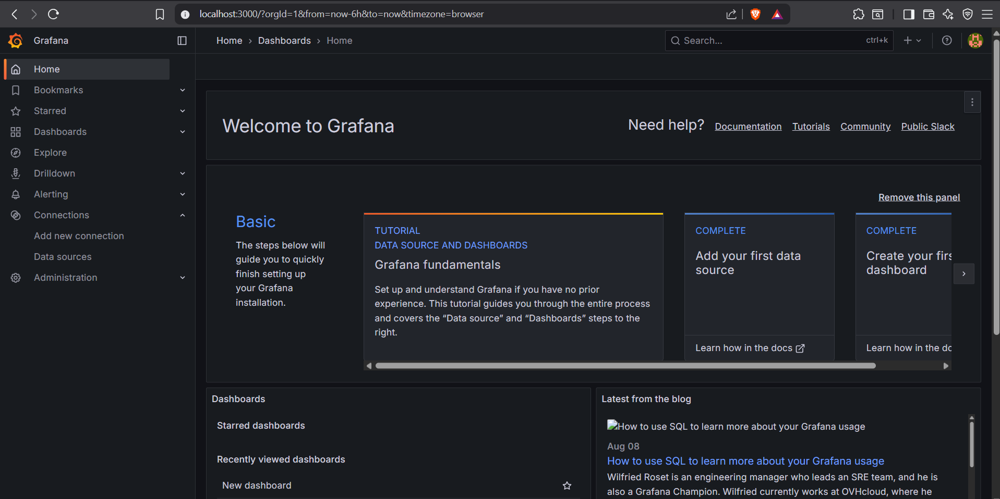 localhost:3000/?orgId=1&from=now-6h&to=now&timezone=browser
Grafana
Home › Dashboards › Home
Search...
ctrl+k
Home
Bookmarks
Starred
Dashboards
Explore
Drilldown
Alerting
Connections
Add new connection
Data sources
Administration
Welcome to Grafana
Need help?
Documentation
Tutorials
Community
Public Slack
Remove this panel
Basic
The steps below will
guide you to quickly
finish setting up
your Grafana
installation.
TUTORIAL
DATA SOURCE AND DASHBOARDS
Grafana fundamentals
Set up and understand Grafana if you have no prior
experience. This tutorial guides you through the entire process
and covers the “Data source” and “Dashboards” steps to the
right.
COMPLETE
Add your first data
source
Learn how in the docs
COMPLETE
Create your firs
dashboard
Learn how in the do
Dashboards
Starred dashboards
Recently viewed dashboards
New dashboard
Latest from the blog
How to use SQL to learn more about your Grafana usage
Aug 08
How to use SQL to learn more about your Grafana usage
Wilfried Roset is an engineering manager who leads an SRE team, and he is
also a Grafana Champion. Wilfried currently works at OVHcloud, where he